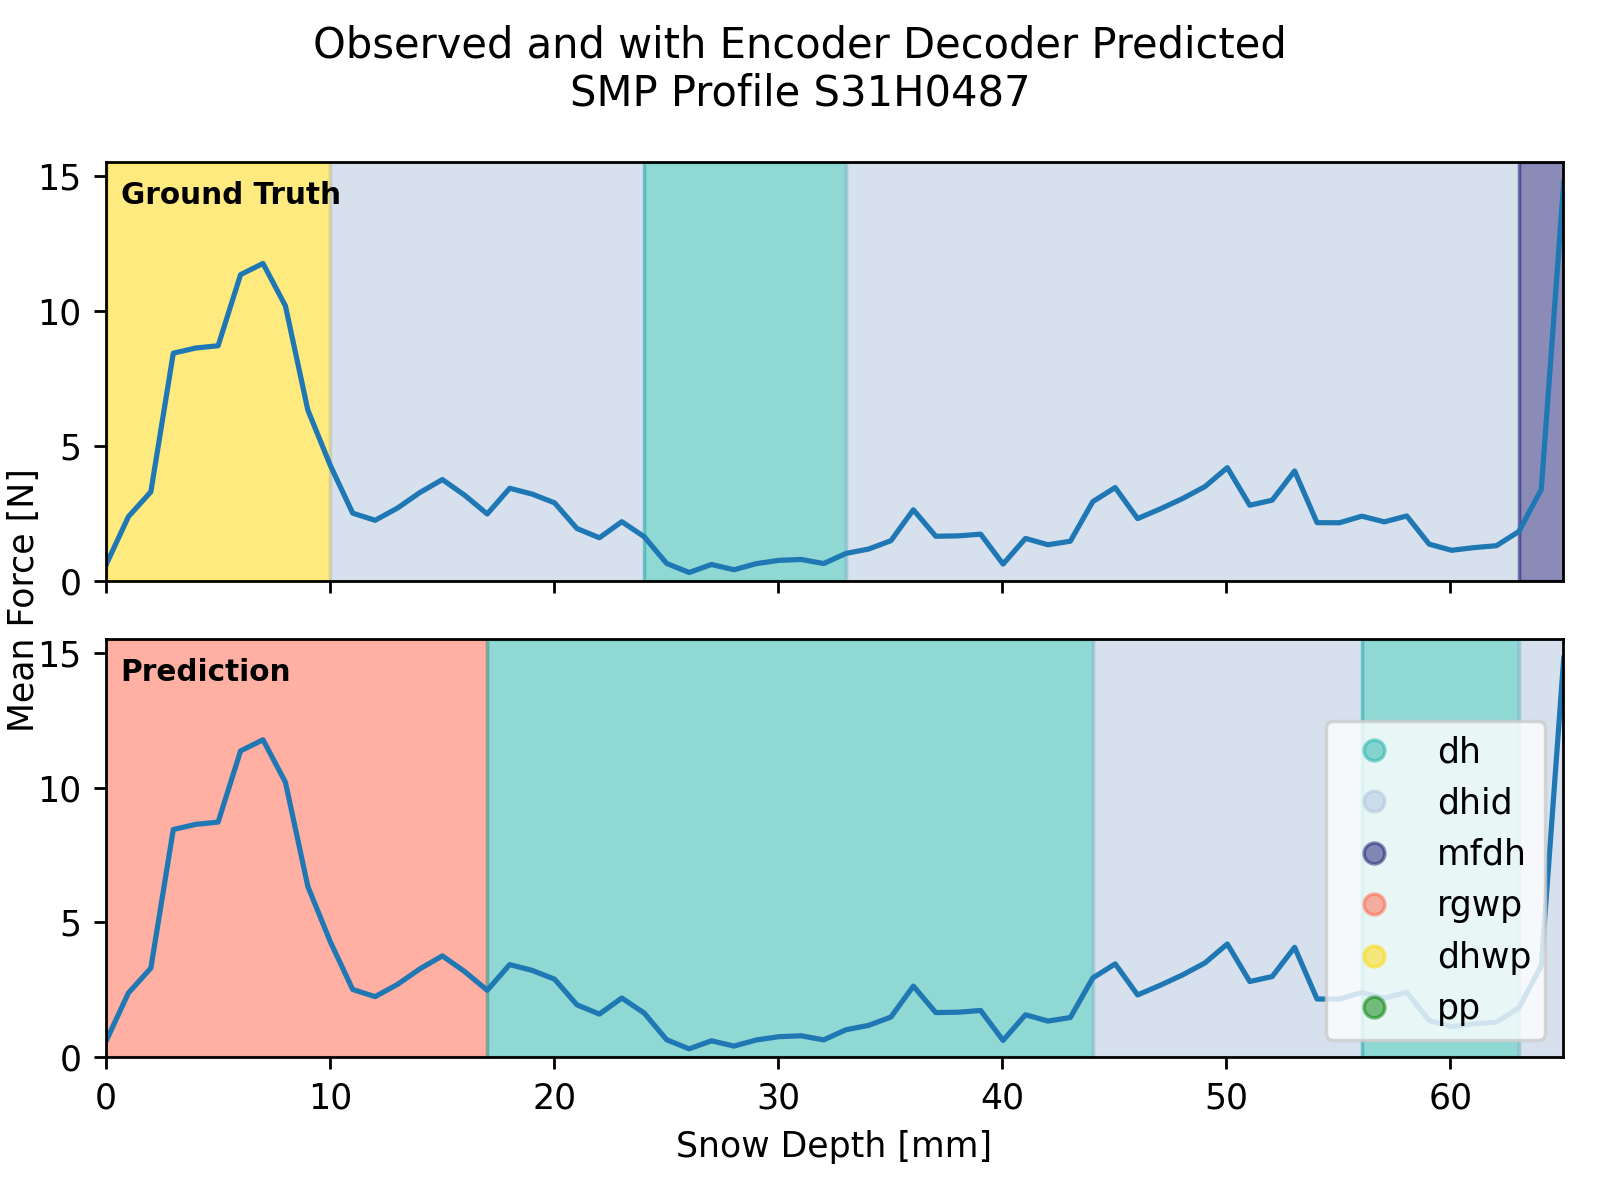 Observed and with Encoder Decoder Predicted
SMP Profile S31H0487
Mean Force [N]
15
10
5
0
Ground Truth
15
10
5
0
Prediction
dh
dhid
mfdh
rgwp
dhwp
pp
0 10 20 30 40 50 60
Snow Depth [mm]